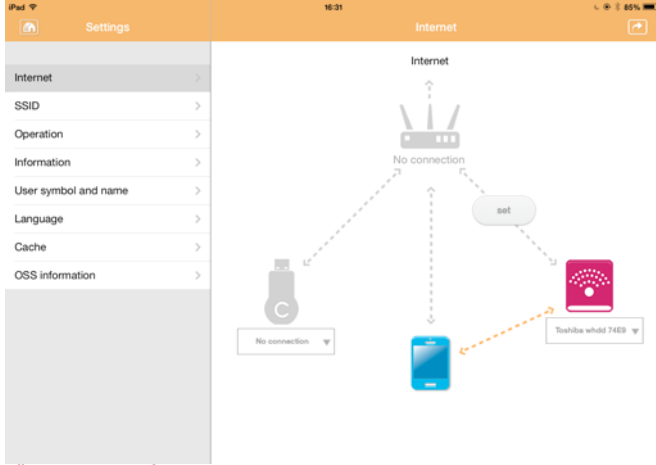 iPad
16:31
85%
Settings
Internet
Internet
SSID
Operation
Information
User symbol and name
Language
Cache
OSS information
Internet
No connection
set
C
No connection
Toshiba whdd 74E9